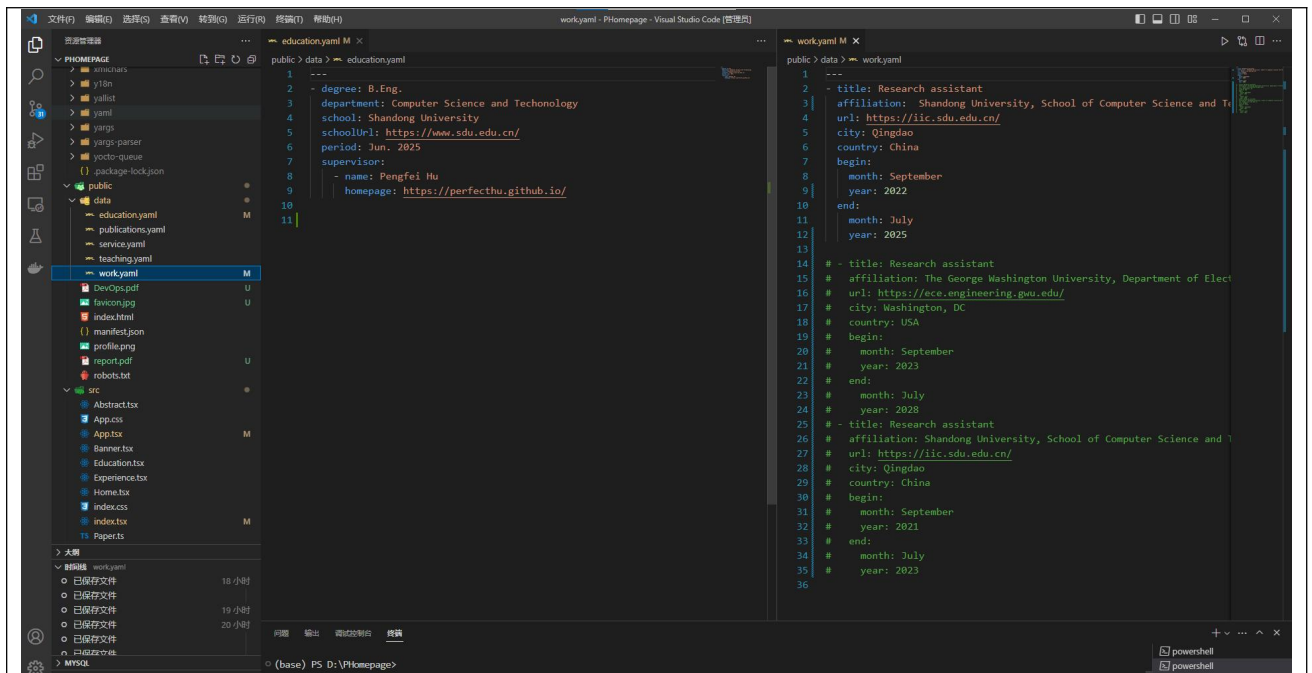 文件(F) 编辑(E) 选择(S) 查看(V) 转到(G) 运行(R) 终端(T) 帮助(H)
work.yaml - PHomepage - Visual Studio Code [管理员]
资源管理器
PHOMEPAGE
xmlchars
y18n
yallist
yaml
yargs
yargs-parser
yocto-queue
{} .package-lock.json
public
data
education.yaml M
publications.yaml
service.yaml
teaching.yaml
work.yaml M
DevOps.pdf U
favicon.jpg U
index.html
{} manifest.json
profile.png
report.pdf U
robots.txt
src
Abstract.tsx
App.css
App.tsx M
Banner.tsx
Education.tsx
Experience.tsx
Home.tsx
index.css
index.tsx M
TS Paper.ts
大纲
时间线 work.yaml
已保存文件 18 小时
已保存文件
已保存文件 19 小时
已保存文件 20 小时
已保存文件
已保存文件
MYSQL
31
education.yaml M
public > data > education.yaml
1 ---
2 - degree: B.Eng.
3 department: Computer Science and Techonology
4 school: Shandong University
5 schoolUrl: https://www.sdu.edu.cn/
6 period: Jun. 2025
7 supervisor:
8 - name: Pengfei Hu
9 homepage: https://perfecthu.github.io/
10
11
work.yaml M
public > data > work.yaml
1 ---
2 - title: Research assistant
3 affiliation: Shandong University, School of Computer Science and
4 url: https://iic.sdu.edu.cn/
5 city: Qingdao
6 country: China
7 begin:
8 month: September
9 year: 2022
10 end:
11 month: July
12 year: 2025
13
14 # - title: Research assistant
15 # affiliation: The George Washington University, Department of Elect
16 # url: https://ece.engineering.gwu.edu/
17 # city: Washington, DC
18 # country: USA
19 # begin:
20 # month: September
21 # year: 2023
22 # end:
23 # month: July
24 # year: 2028
25 # - title: Research assistant
26 # affiliation: Shandong University, School of Computer Science and
27 # url: https://iic.sdu.edu.cn/
28 # city: Qingdao
29 # country: China
30 # begin:
31 # month: September
32 # year: 2021
33 # end:
34 # month: July
35 # year: 2023
36
问题 输出 调试控制台 终端
(base) PS D:\PHomepage>
powershell
powershell